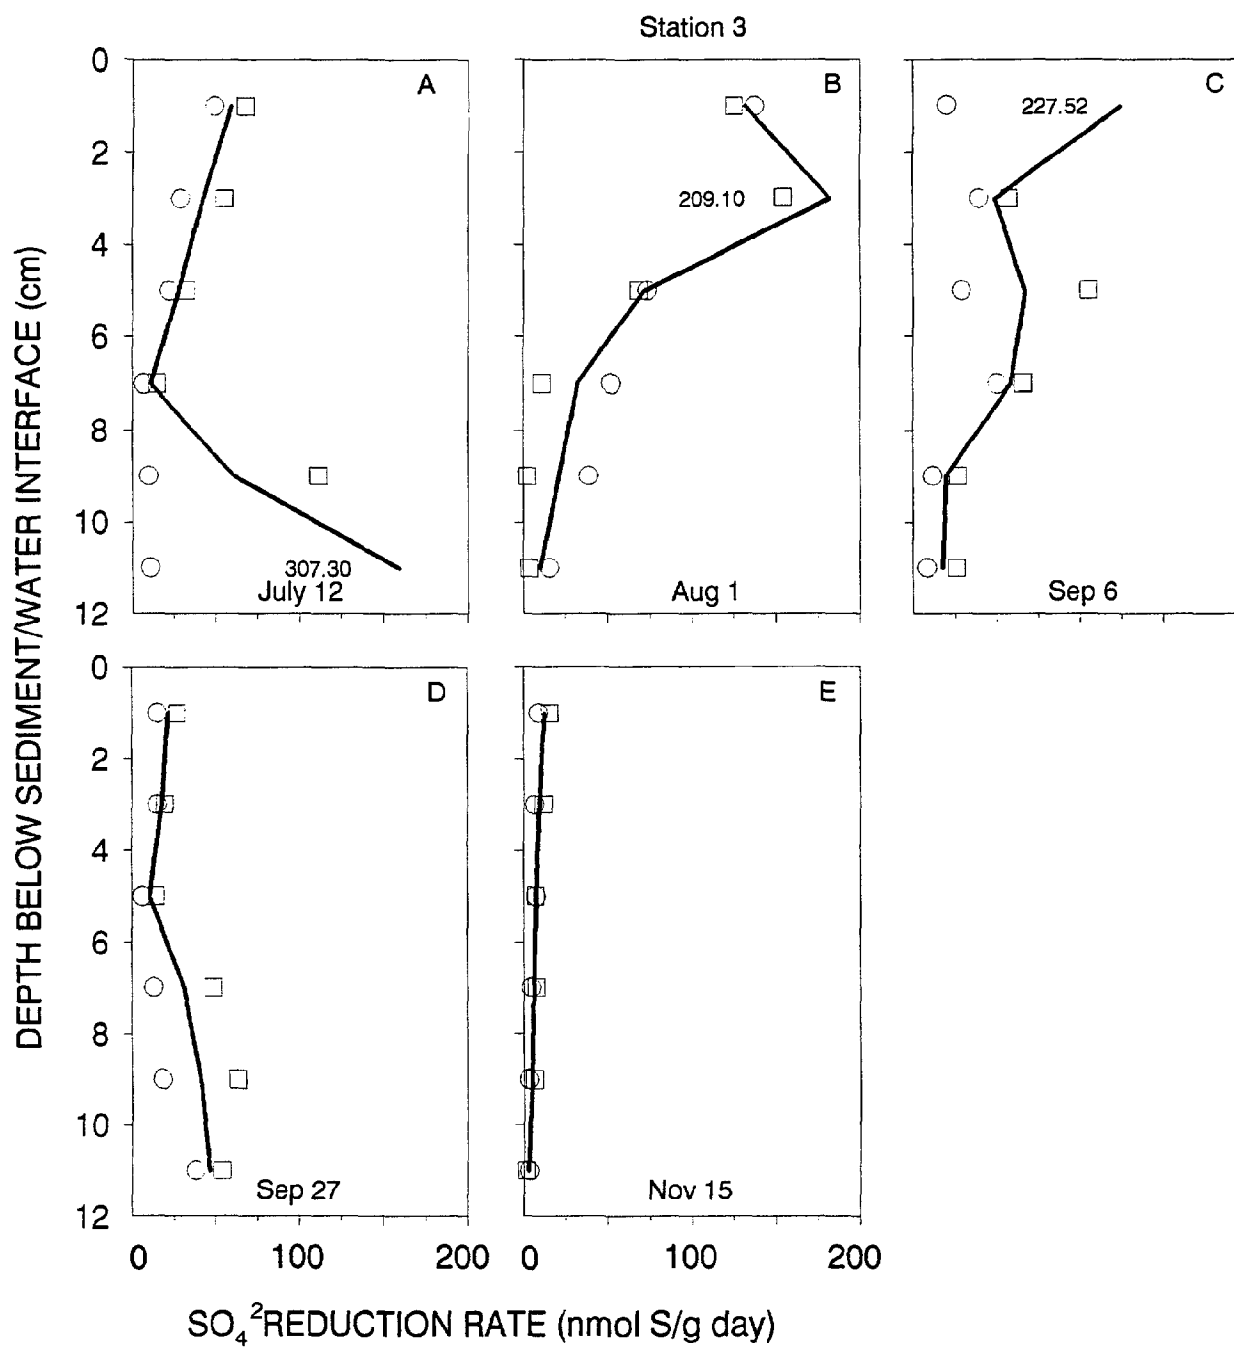 Station 3
DEPTH BELOW SEDIMENT/WATER INTERFACE (cm)
0
2
4
6
8
10
12
A
307.30
July 12
B
209.10
Aug 1
C
227.52
Sep 6
0
2
4
6
8
10
12
D
Sep 27
E
Nov 15
0 100 200 0 100 200
SO₄²REDUCTION RATE (nmol S/g day)